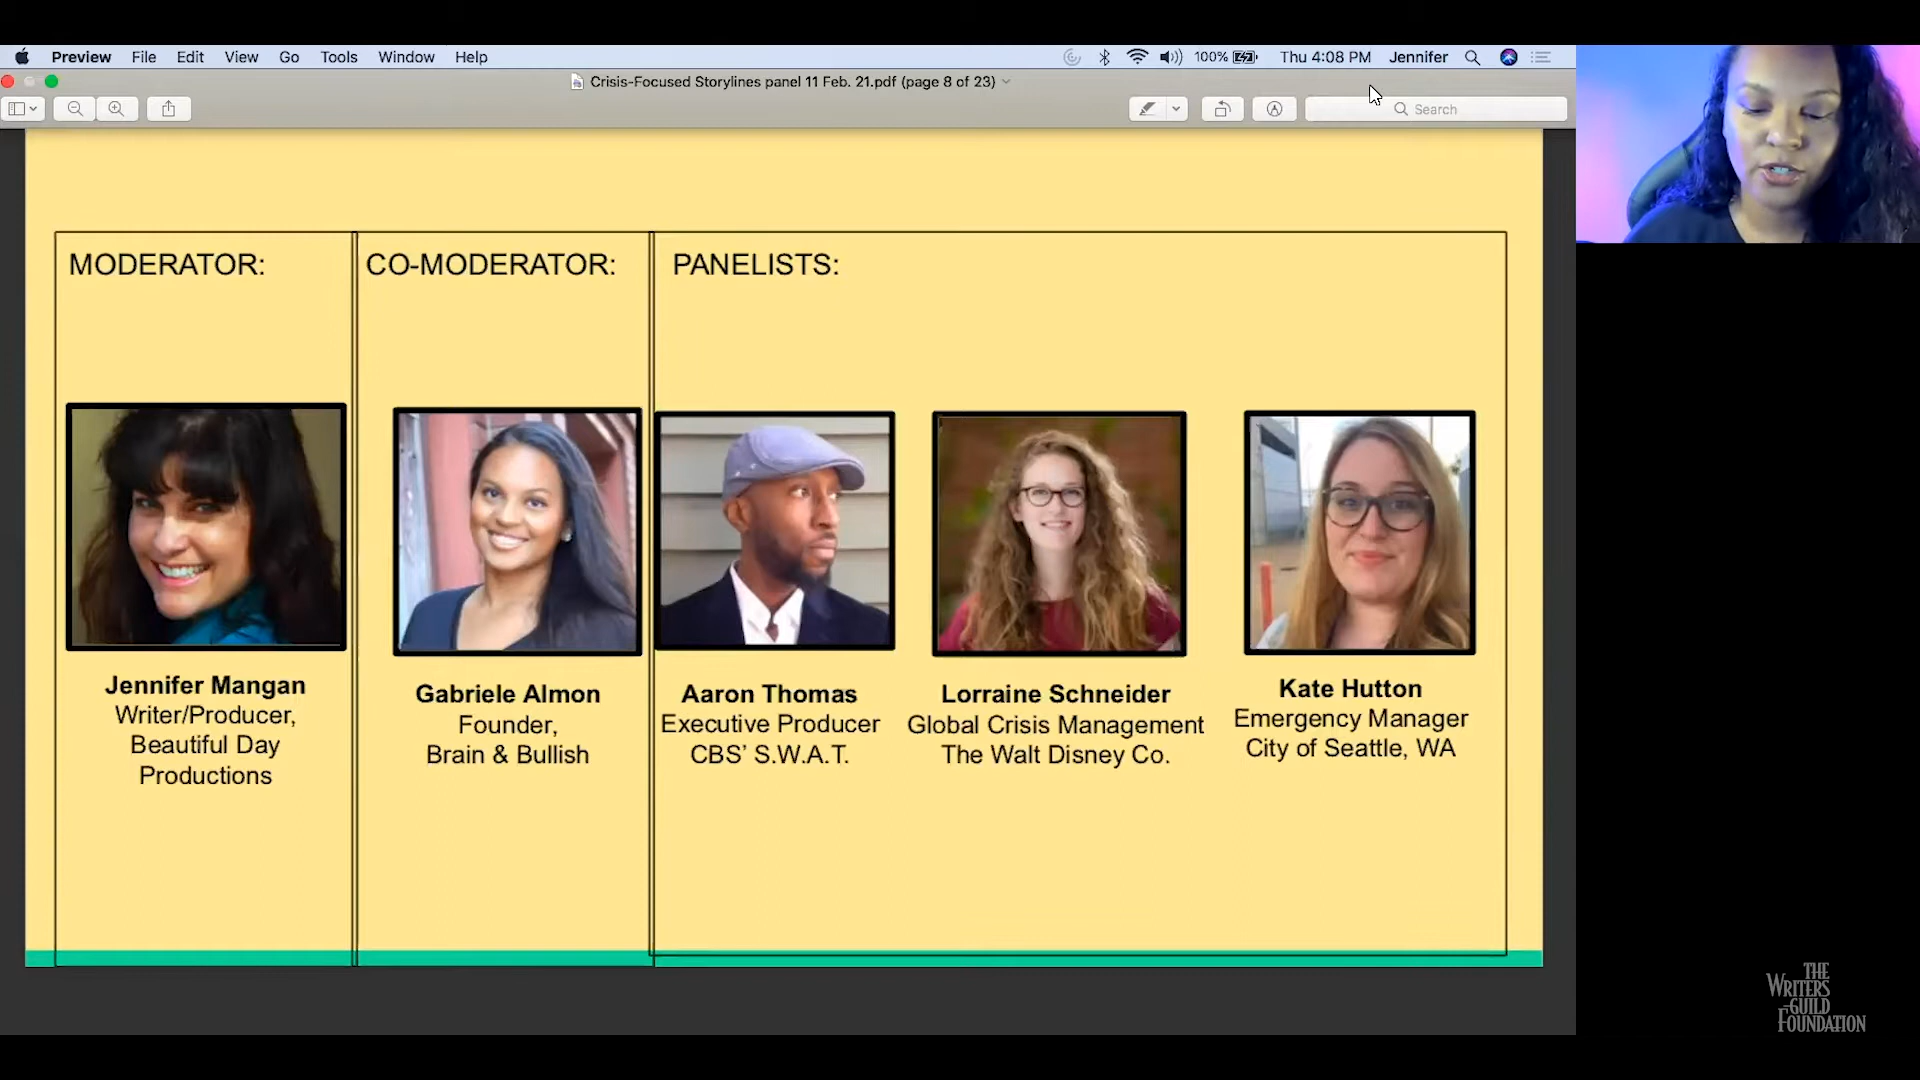 Preview File Edit View Go Tools Window Help 100% Thu 4:08 PM Jennifer
Crisis-Focused Storylines panel 11 Feb. 21.pdf (page 8 of 23)
Search
MODERATOR:
Jennifer Mangan
Writer/Producer,
Beautiful Day
Productions
CO-MODERATOR:
Gabriele Almon
Founder,
Brain & Bullish
PANELISTS:
Aaron Thomas
Executive Producer
CBS’ S.W.A.T.
Lorraine Schneider
Global Crisis Management
The Walt Disney Co.
Kate Hutton
Emergency Manager
City of Seattle, WA
THE
WRITERS
GUILD
FOUNDATION